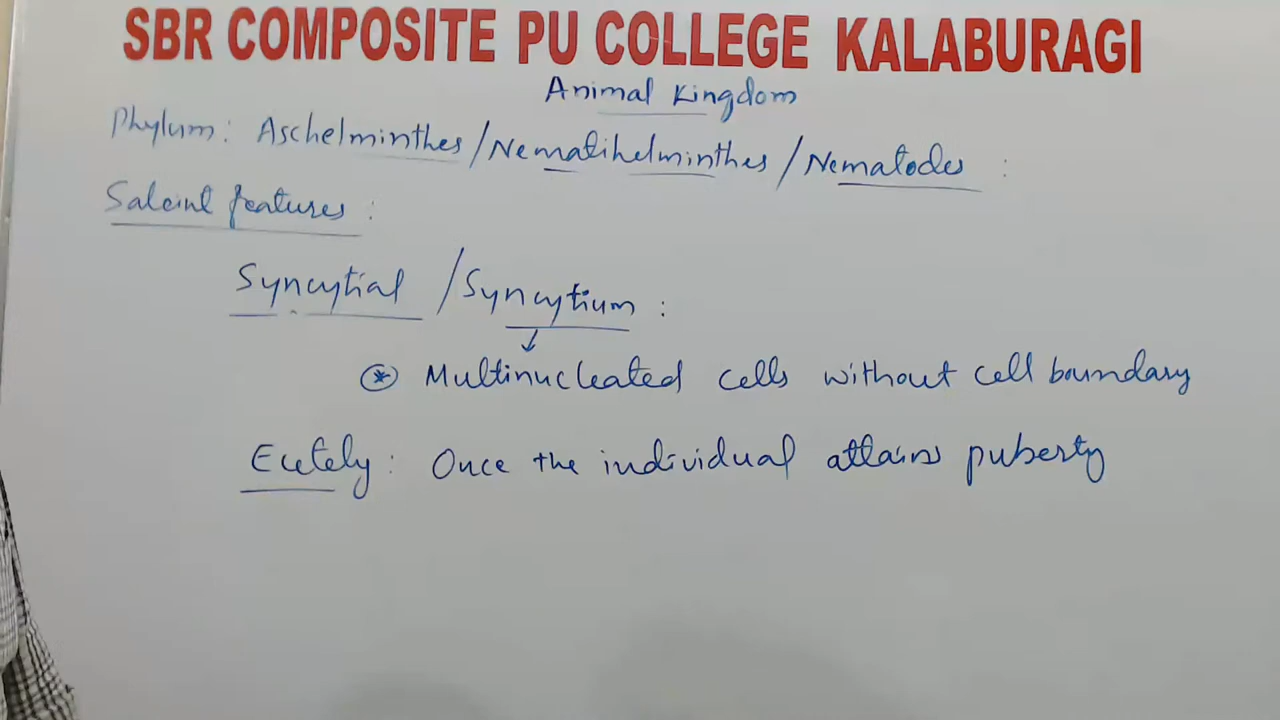 SBR COMPOSITE PU COLLEGE KALABURAGI
Animal Kingdom
Phylum: Aschelminthes/Nematihelminthes/Nematodes :
Saleint features :
Syncytial /Syncytium :
* Multinucleated cells without cell boundary
Eutely: Once the individual attains puberty